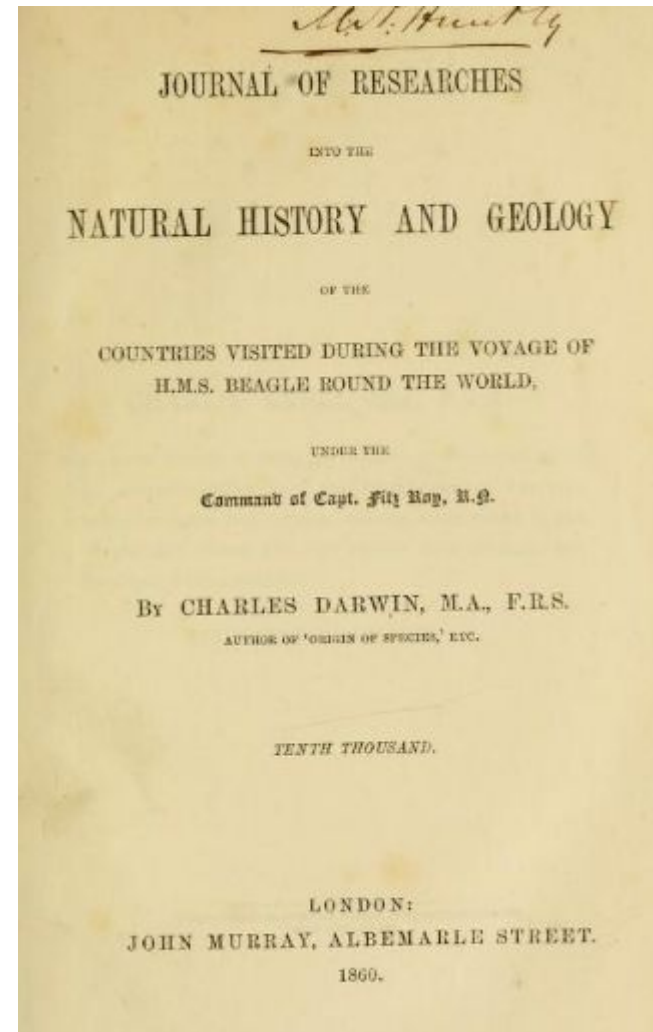 JOURNAL OF RESEARCHES
INTO THE
NATURAL HISTORY AND GEOLOGY
OF THE
COUNTRIES VISITED DURING THE VOYAGE OF
H.M.S. BEAGLE ROUND THE WORLD,
UNDER THE
Command of Capt. Fitz Roy, R.N.
BY CHARLES DARWIN, M.A., F.R.S.
AUTHOR OF 'ORIGIN OF SPECIES,' ETC.
TENTH THOUSAND.
LONDON:
JOHN MURRAY, ALBEMARLE STREET.
1860.